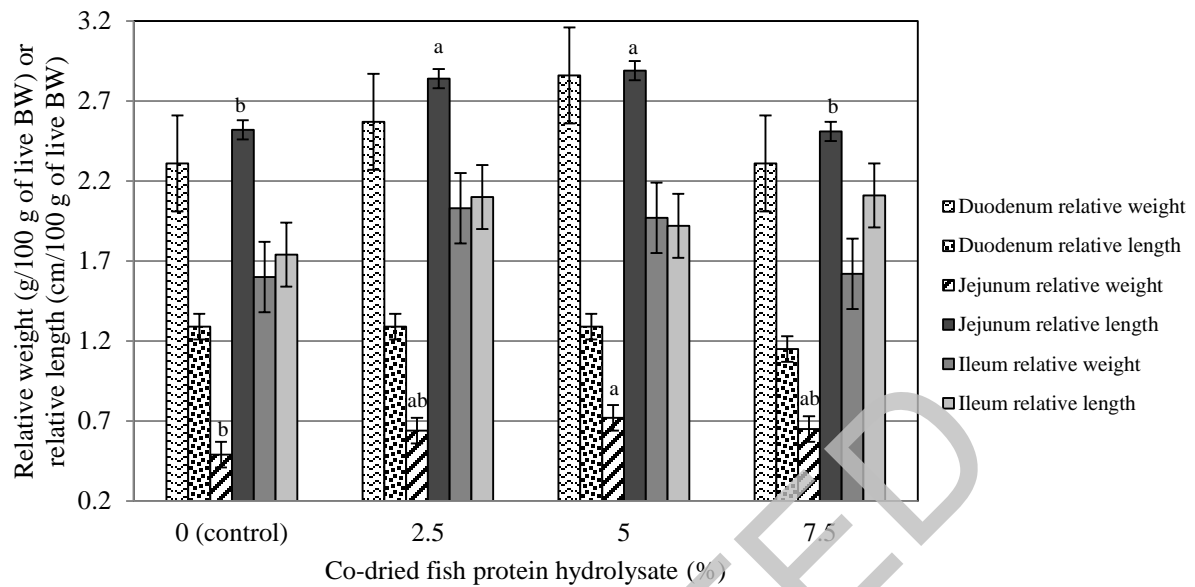 Relative weight (g/100 g of live BW) or
relative length (cm/100 g of live BW)
3.2
2.7
2.2
1.7
1.2
0.7
0.2
b
b
a
ab
a
a
b
ab
0 (control)
2.5
5
7.5
Co-dried fish protein hydrolysate (%)
Duodenum relative weight
Duodenum relative length
Jejunum relative weight
Jejunum relative length
Ileum relative weight
Ileum relative length
TED